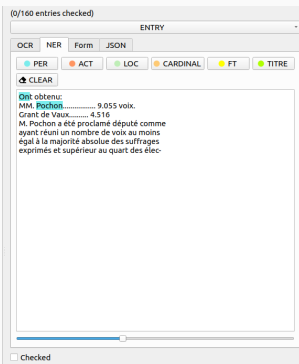 (0/160 entries checked)
ENTRY
OCR NER Form JSON
PER ACT LOC CARDINAL FT TITRE
CLEAR
Ont obtenu:
MM. Pochon................ 9.055 voix.
Grant de Vaux.......... 4.516
M. Pochon a été proclamé député comme
ayant réuni un nombre de voix au moins
égal à la majorité absolue des suffrages
exprimés et supérieur au quart des élec-
Checked